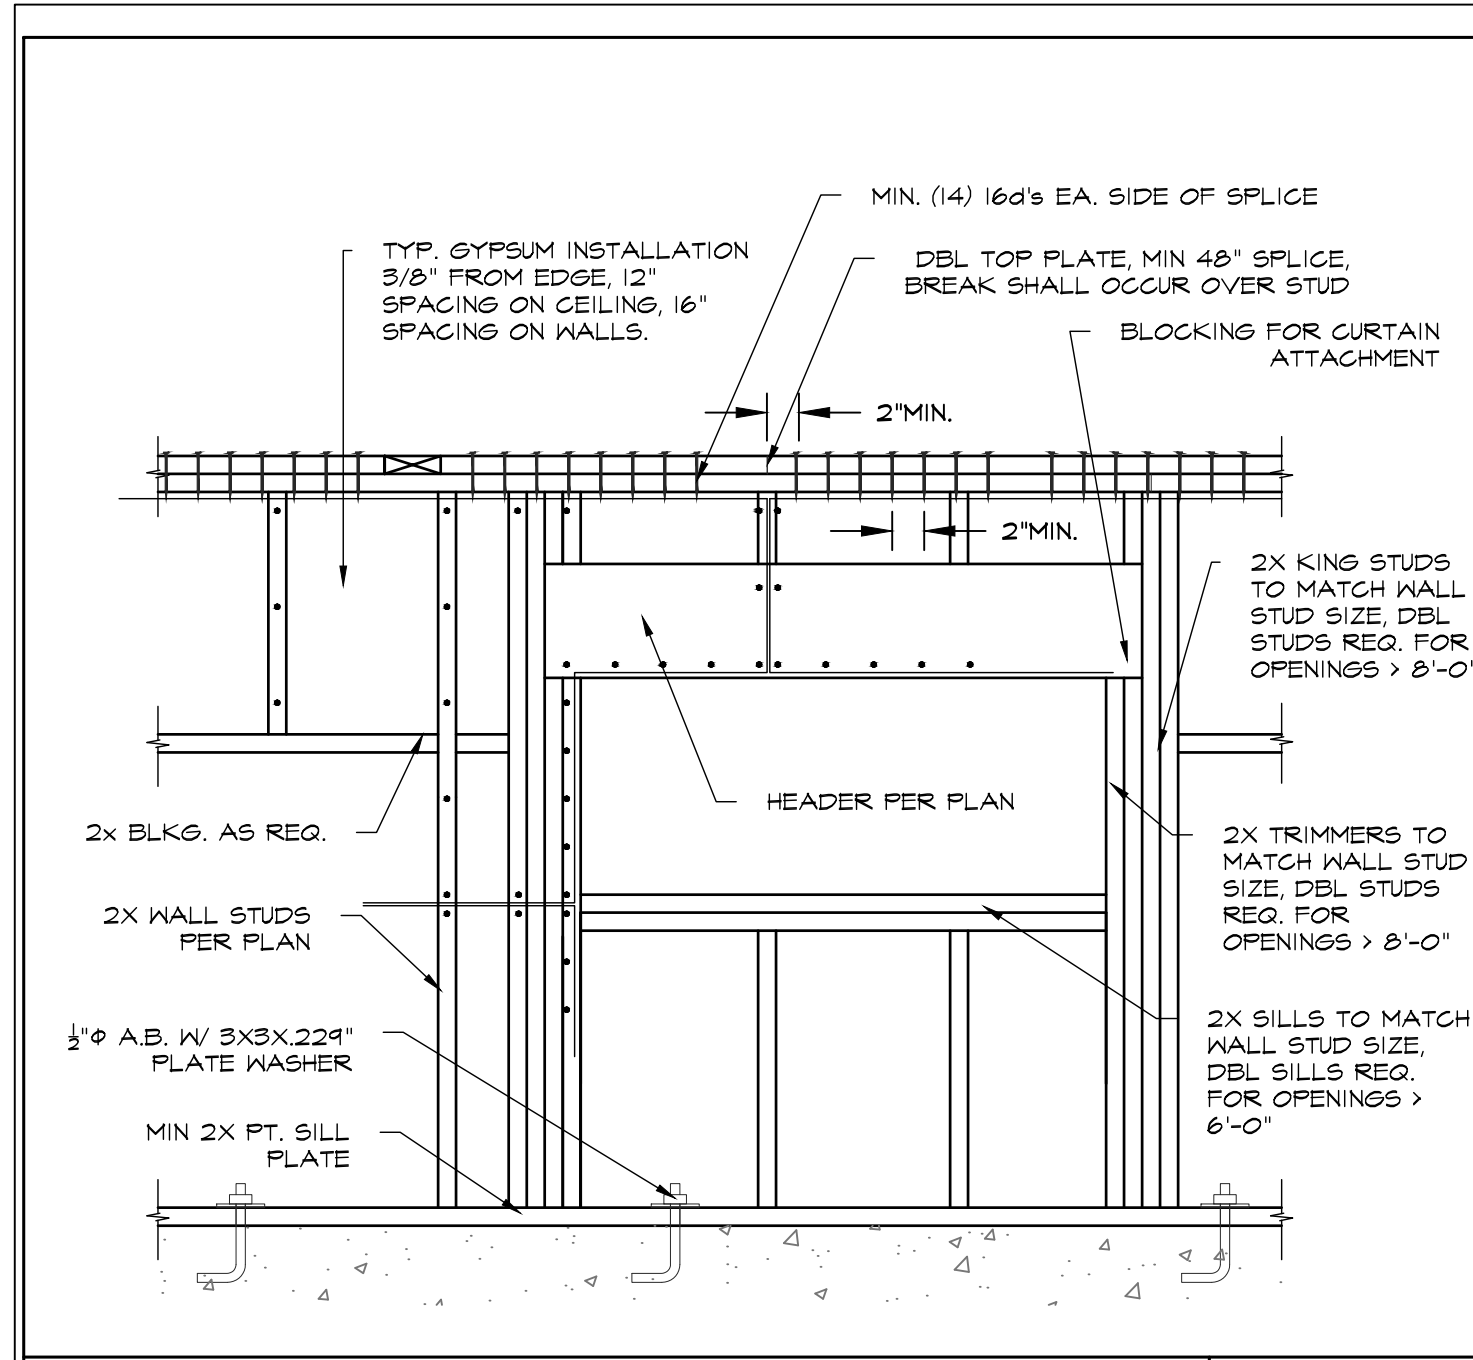 MIN. (14) 16d's EA. SIDE OF SPLICE
TYP. GYPSUM INSTALLATION
3/8" FROM EDGE, 12"
SPACING ON CEILING, 16"
SPACING ON WALLS.
DBL TOP PLATE, MIN 48" SPLICE,
BREAK SHALL OCCUR OVER STUD
BLOCKING FOR CURTAIN
ATTACHMENT
2"MIN.
2"MIN.
2X KING STUDS
TO MATCH WALL
STUD SIZE, DBL
STUDS REQ. FOR
OPENINGS > 8'-0"
HEADER PER PLAN
2x BLKG. AS REQ.
2X TRIMMERS TO
MATCH WALL STUD
SIZE, DBL STUDS
REQ. FOR
OPENINGS > 8'-0"
2X WALL STUDS
PER PLAN
½"Φ A.B. W/ 3X3X.229"
PLATE WASHER
2X SILLS TO MATCH
WALL STUD SIZE,
DBL SILLS REQ.
FOR OPENINGS >
6'-0"
MIN 2X PT. SILL
PLATE